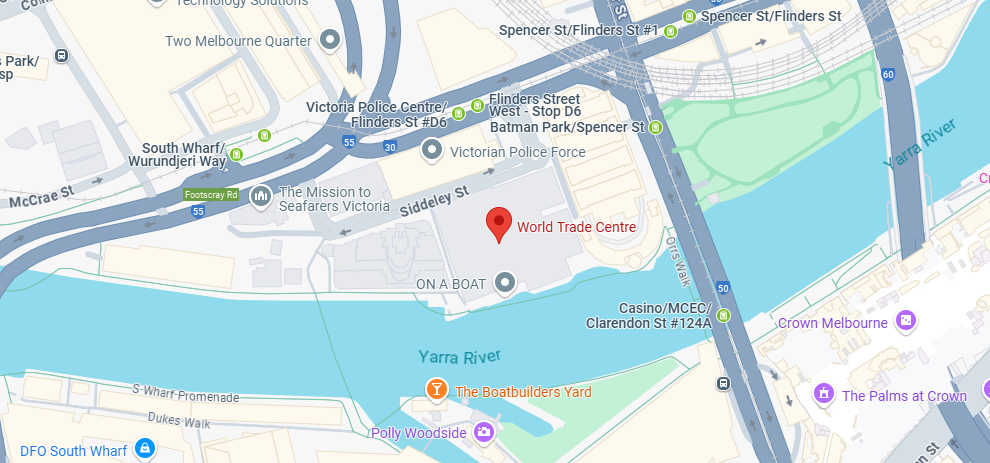 Technology Solutions
Two Melbourne Quarter
Park/
sp
Spencer St/Flinders St
Spencer St/Flinders St #1
60
Flinders Street
West - Stop D6
Victoria Police Centre/
Flinders St #D6
Batman Park/Spencer St
55
30
Victorian Police Force
South Wharf/
Wurundjeri Way
Yarra River
McCrae St
Footscray Rd
The Mission to
Seafarers Victoria
55
Siddeley St
World Trade Centre
Orrs Walk
ON A BOAT
50
Casino/MCEC/
Clarendon St #124A
Crown Melbourne
Yarra River
S Wharf Promenade
The Boatbuilders Yard
The Palms at Crown
Dukes Walk
Polly Woodside
DFO South Wharf